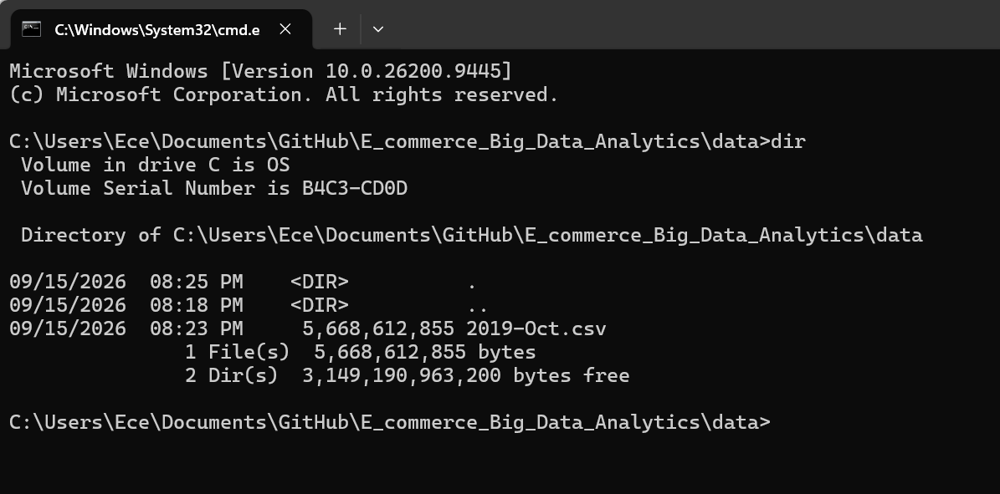 C:\Windows\System32\cmd.e
Microsoft Windows [Version 10.0.26200.9445]
(c) Microsoft Corporation. All rights reserved.
C:\Users\Ece\Documents\GitHub\E_commerce_Big_Data_Analytics\data>dir
 Volume in drive C is OS
 Volume Serial Number is B4C3-CD0D
 Directory of C:\Users\Ece\Documents\GitHub\E_commerce_Big_Data_Analytics\data
09/15/2026  08:25 PM    <DIR>          .
09/15/2026  08:18 PM    <DIR>          ..
09/15/2026  08:23 PM     5,668,612,855 2019-Oct.csv
               1 File(s)  5,668,612,855 bytes
               2 Dir(s)  3,149,190,963,200 bytes free
C:\Users\Ece\Documents\GitHub\E_commerce_Big_Data_Analytics\data>